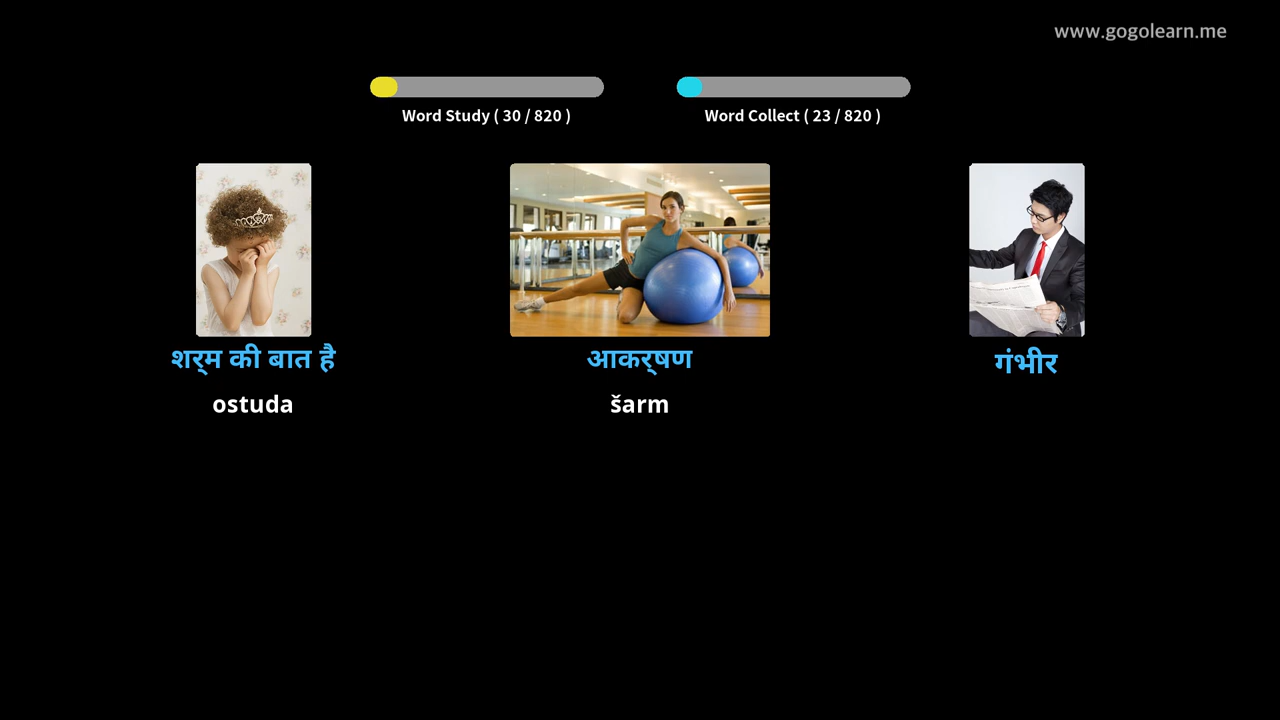 www.gogolearn.me
Word Study ( 30 / 820 )
Word Collect ( 23 / 820 )
शर्म की बात है
आकर्षण
गंभीर
ostuda
šarm